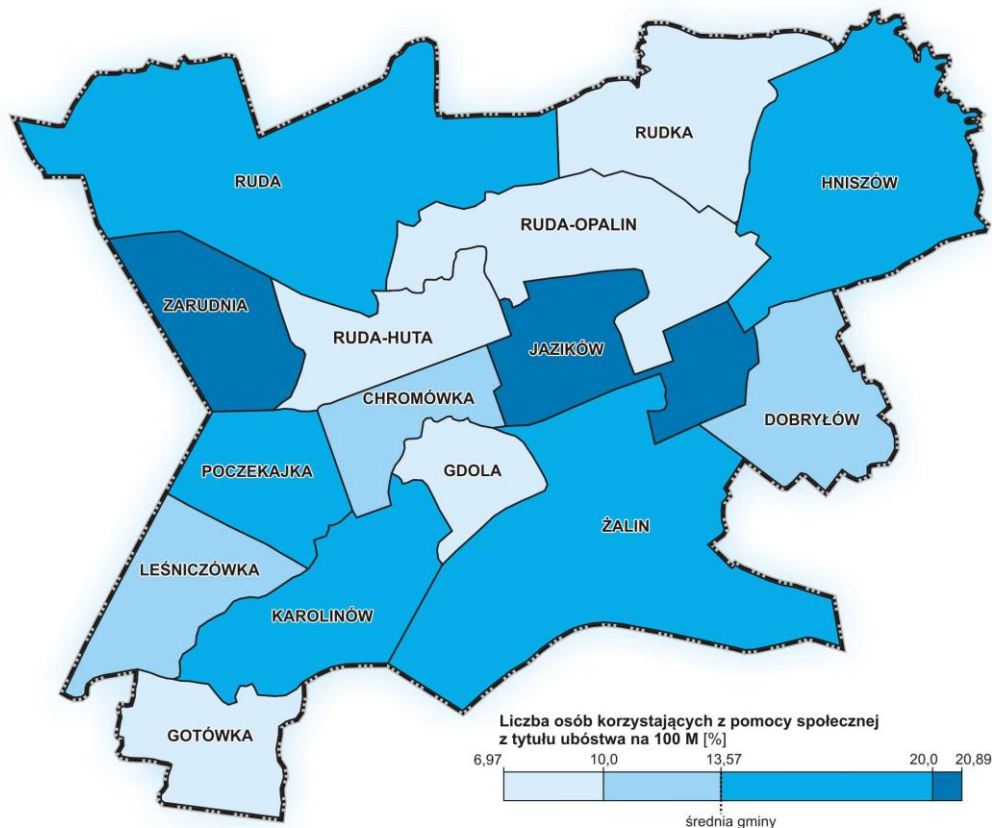 RUDKA
RUDA
HNISZÓW
RUDA-OPALIN
ZARUDNIA
RUDA-HUTA
JAZIKÓW
CHROMÓWKA
DOBRYŁÓW
POCZEKAJKA
GDOLA
ŻALIN
LEŚNICZÓWKA
KAROLINÓW
GOTÓWKA
Liczba osób korzystających z pomocy społecznej
z tytułu ubóstwa na 100 M [%]
6,97 10,0 13,57 20,0 20,89
średnia gminy